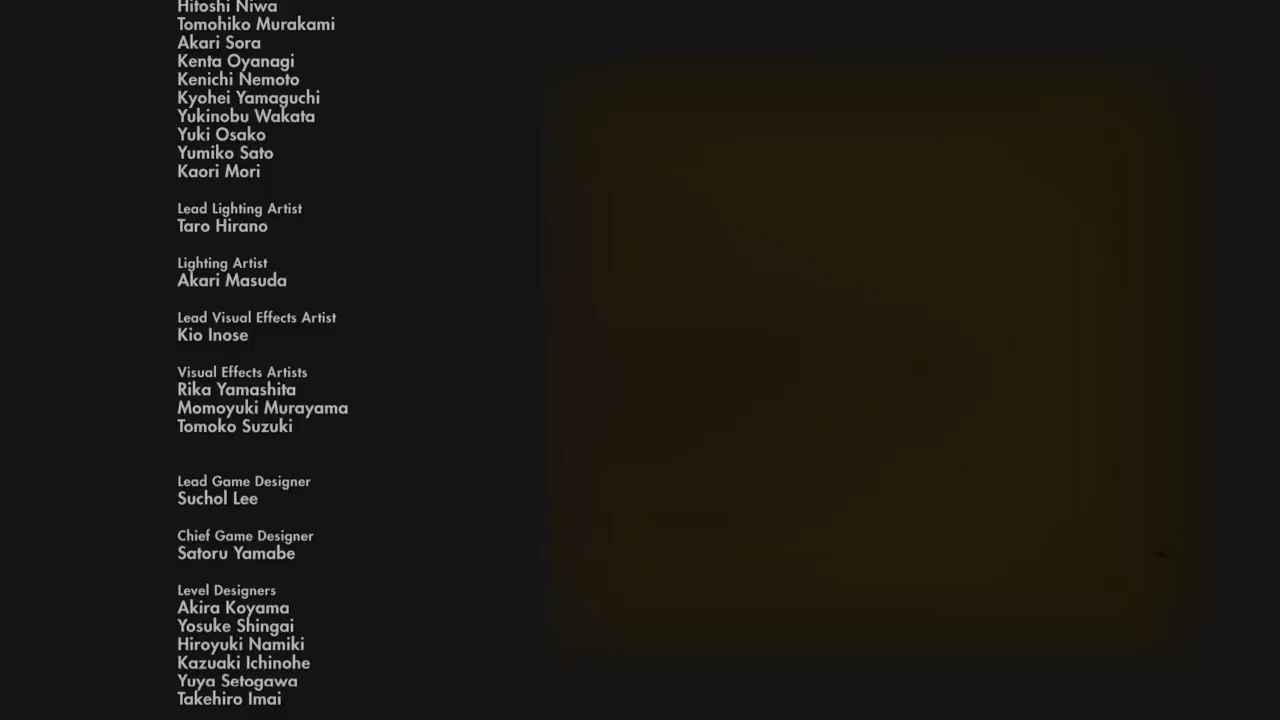 Hitoshi Niwa
Tomohiko Murakami
Akari Sora
Kenta Oyanagi
Kenichi Nemoto
Kyohei Yamaguchi
Yukinobu Wakata
Yuki Osako
Yumiko Sato
Kaori Mori
Lead Lighting Artist
Taro Hirano
Lighting Artist
Akari Masuda
Lead Visual Effects Artist
Kio Inose
Visual Effects Artists
Rika Yamashita
Momoyuki Murayama
Tomoko Suzuki
Lead Game Designer
Suchol Lee
Chief Game Designer
Satoru Yamabe
Level Designers
Akira Koyama
Yosuke Shingai
Hiroyuki Namiki
Kazuaki Ichinohe
Yuya Setogawa
Takehiro Imai